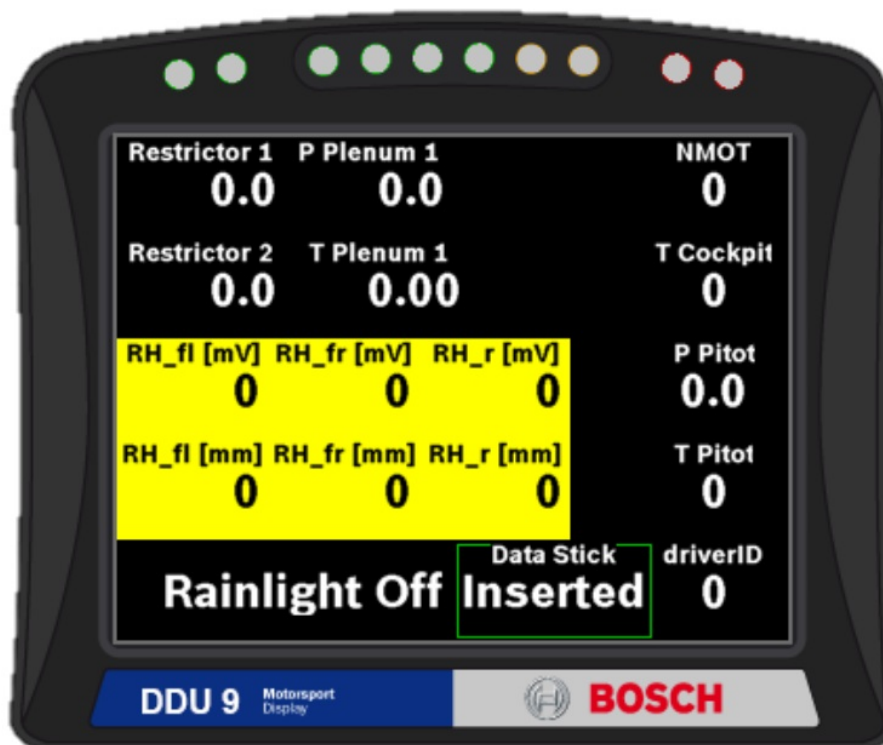 Restrictor 1 P Plenum 1 NMOT
0.0 0.0 0
Restrictor 2 T Plenum 1 T Cockpit
0.0 0.00 0
RH_fl [mV] RH_fr [mV] RH_r [mV] P Pitot
0 0 0 0.0
RH_fl [mm] RH_fr [mm] RH_r [mm] T Pitot
0 0 0 0
Data Stick driverID
Rainlight Off Inserted 0
DDU 9 Motorsport BOSCH
Display